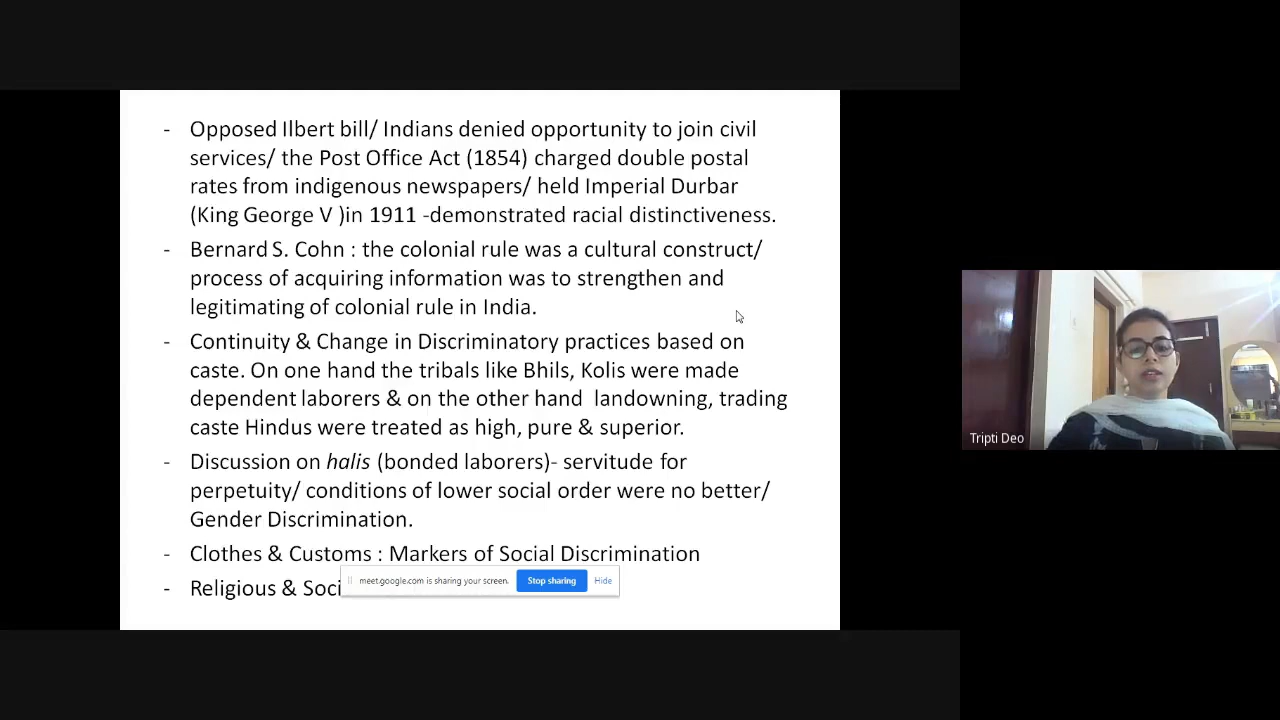 - Opposed Ilbert bill/ Indians denied opportunity to join civil
services/ the Post Office Act (1854) charged double postal
rates from indigenous newspapers/ held Imperial Durbar
(King George V )in 1911 -demonstrated racial distinctiveness.
- Bernard S. Cohn : the colonial rule was a cultural construct/
process of acquiring information was to strengthen and
legitimating of colonial rule in India.
- Continuity & Change in Discriminatory practices based on
caste. On one hand the tribals like Bhils, Kolis were made
dependent laborers & on the other hand landowning, trading
caste Hindus were treated as high, pure & superior.
- Discussion on halis (bonded laborers)- servitude for
perpetuity/ conditions of lower social order were no better/
Gender Discrimination.
- Clothes & Customs : Markers of Social Discrimination
- Religious &
meet.google.com is sharing your screen. Stop sharing Hide
Tripti Deo